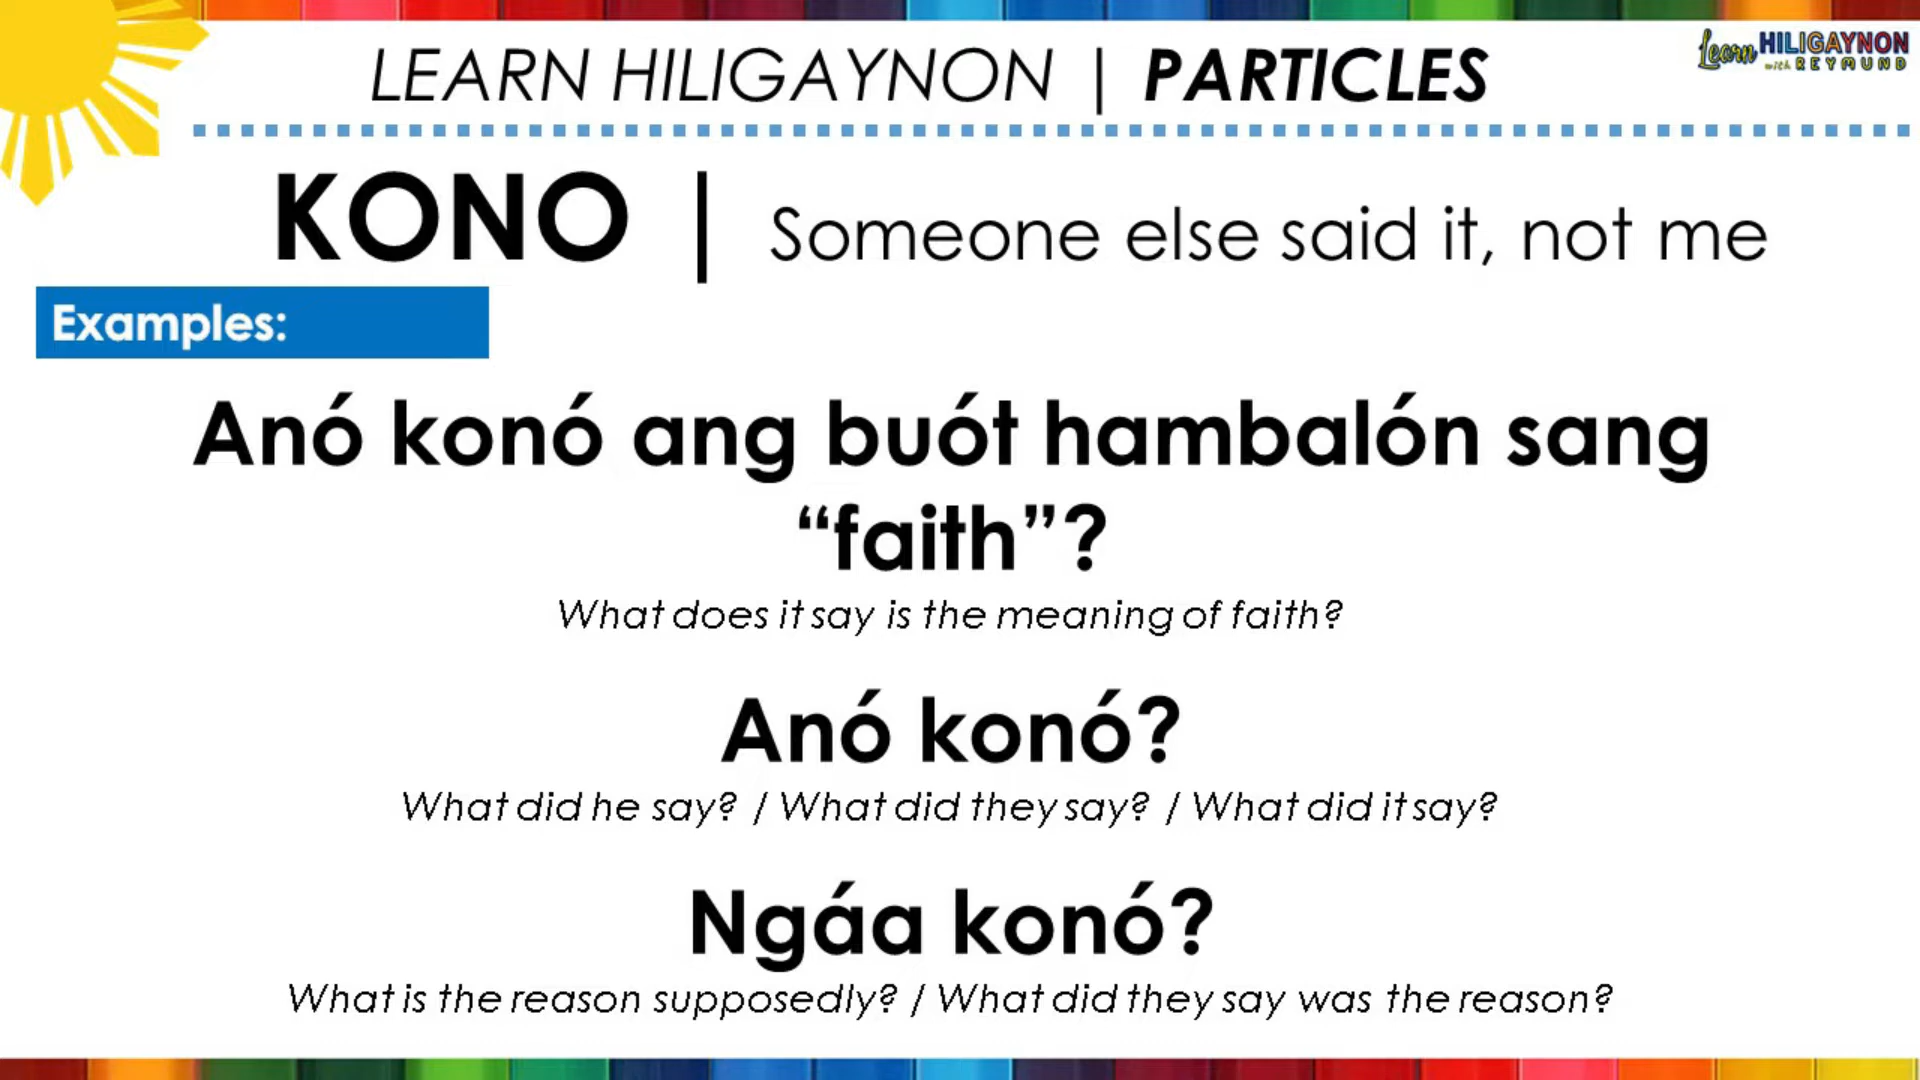 LEARN HILIGAYNON | PARTICLES
Learn HILIGAYNON
with REYMUND
KONO | Someone else said it, not me
Examples:
Anó konó ang buót hambalón sang
“faith”?
What does it say is the meaning of faith?
Anó konó?
What did he say? / What did they say? / What did it say?
Ngáa konó?
What is the reason supposedly? / What did they say was the reason?